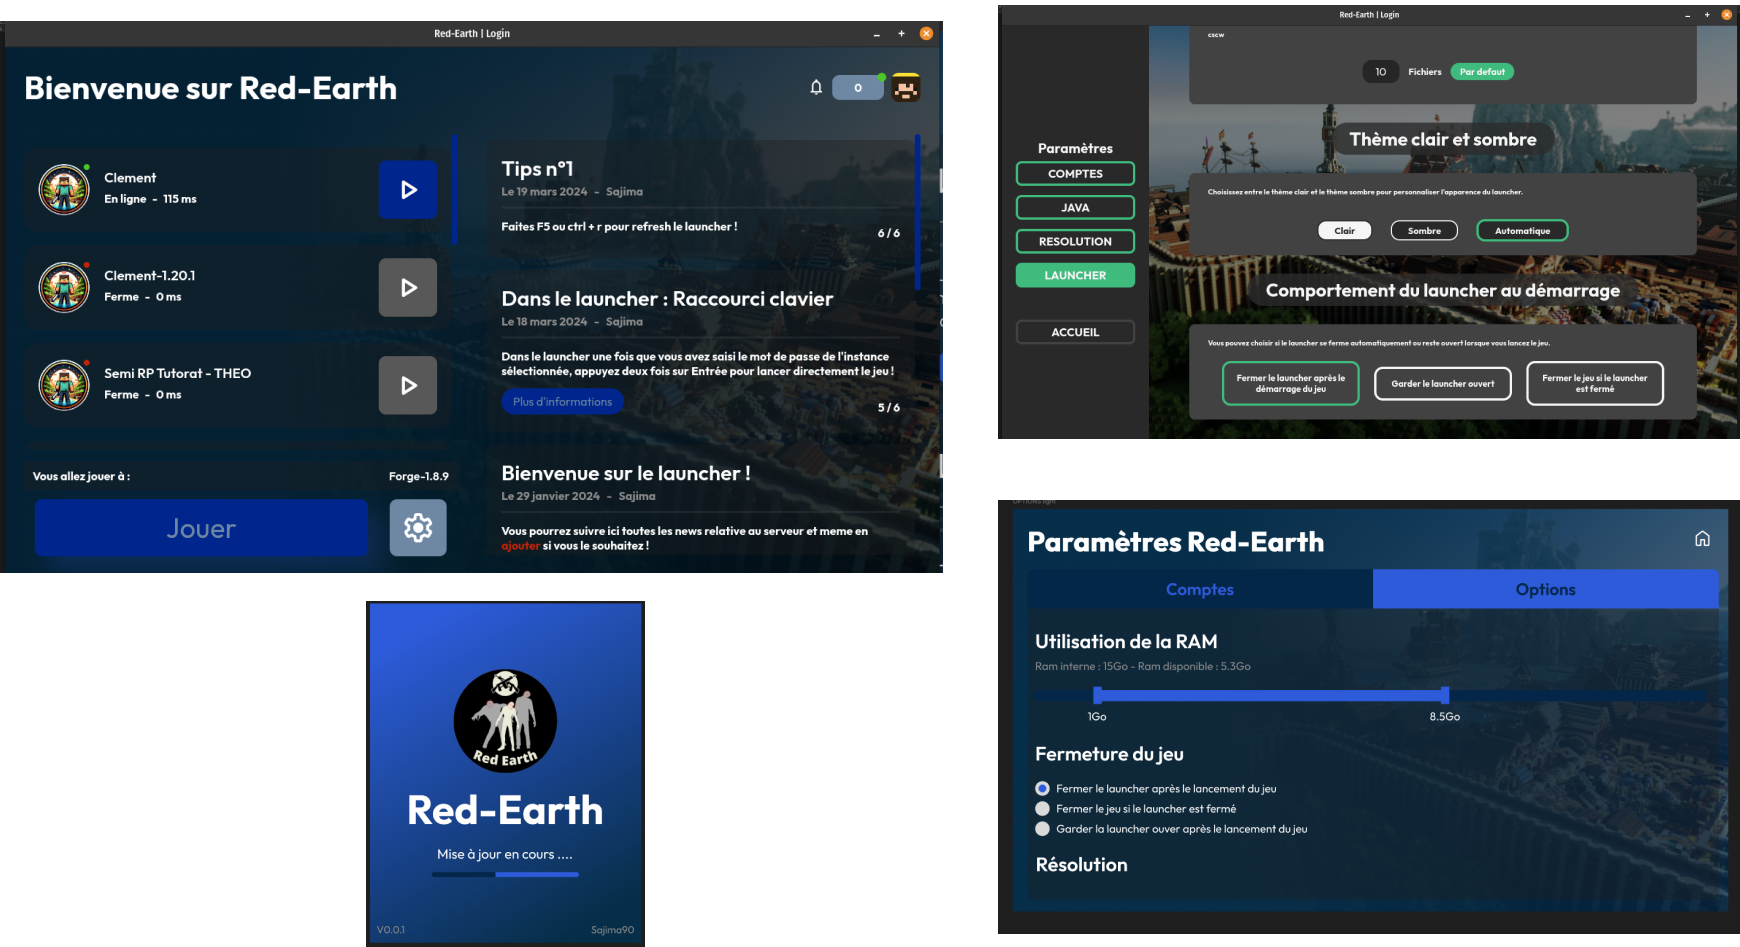 Red-Earth | Login
Bienvenue sur Red-Earth
0
Clement
En ligne - 115 ms
Clement-1.20.1
Ferme - 0 ms
Semi RP Tutorat - THEO
Ferme - 0 ms
Vous allez jouer à :
Forge-1.8.9
Jouer
Tips n°1
Le 19 mars 2024 - Sajima
Faites F5 ou ctrl + r pour refresh le launcher !
6 / 6
Dans le launcher : Raccourci clavier
Le 18 mars 2024 - Sajima
Dans le launcher une fois que vous avez saisi le mot de passe de l'instance
sélectionnée, appuyez deux fois sur Entrée pour lancer directement le jeu !
Plus d'informations
5 / 6
Bienvenue sur le launcher !
Le 29 janvier 2024 - Sajima
Vous pourrez suivre ici toutes les news relative au serveur et meme en
ajouter si vous le souhaitez !
Red-Earth | Login
cscw
10 Fichiers Par defaut
Paramètres
COMPTES
JAVA
RESOLUTION
LAUNCHER
ACCUEIL
Thème clair et sombre
Choisissez entre le thème clair et le thème sombre pour personnaliser l'apparence du launcher.
Clair
Sombre
Automatique
Comportement du launcher au démarrage
Vous pouvez choisir si le launcher se ferme automatiquement ou reste ouvert lorsque vous lancez le jeu.
Fermer le launcher après le
démarrage du jeu
Garder le launcher ouvert
Fermer le jeu si le launcher
est fermé
Red Earth
Red-Earth
Mise à jour en cours ....
V0.0.1
Sajima90
OPTIONS light
Paramètres Red-Earth
Comptes
Options
Utilisation de la RAM
Ram interne : 15Go - Ram disponible : 5.3Go
1Go
8.5Go
Fermeture du jeu
Fermer le launcher après le lancement du jeu
Fermer le jeu si le launcher est fermé
Garder la launcher ouver après le lancement du jeu
Résolution